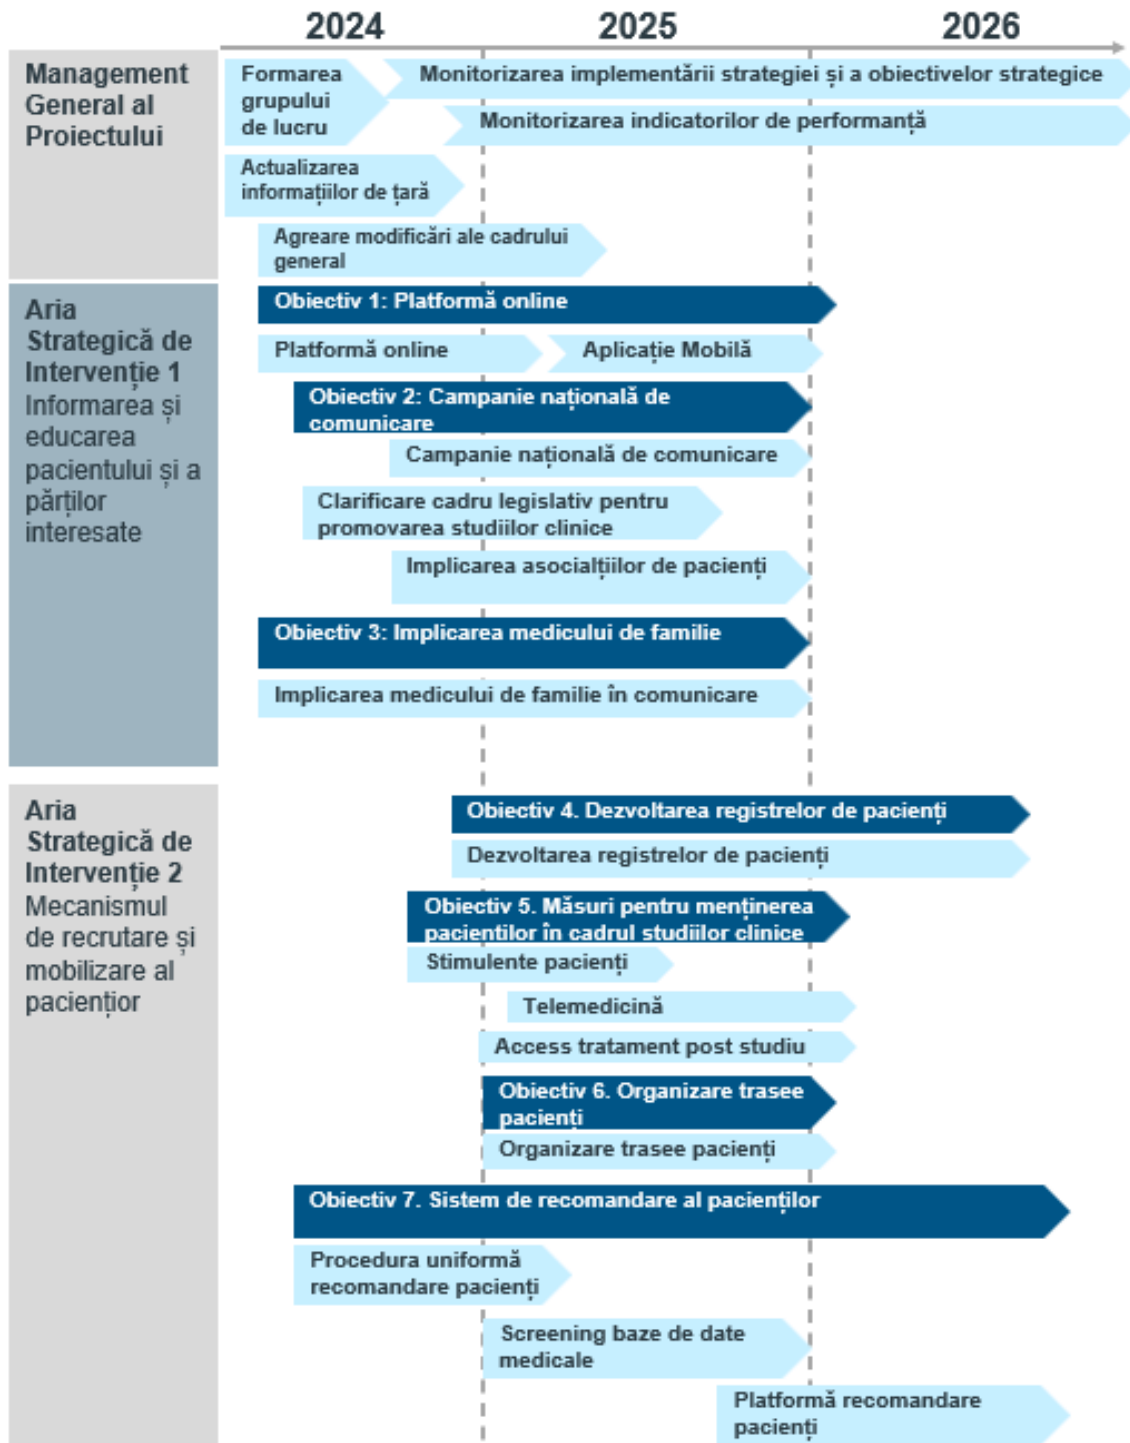 2024 2025 2026
Management
General al
Proiectului
Formarea
grupului
de lucru
Monitorizarea implementării strategiei și a obiectivelor strategice
Monitorizarea indicatorilor de performanță
Actualizarea
informațiilor de țară
Agreare modificări ale cadrului
general
Aria
Strategică de
Intervenție 1
Informarea și
educarea
pacientului și a
părților
interesate
Obiectiv 1: Platformă online
Platformă online
Aplicație Mobilă
Obiectiv 2: Campanie națională de
comunicare
Campanie națională de comunicare
Clarificare cadru legislativ pentru
promovarea studiilor clinice
Implicarea asocialțiilor de pacienți
Obiectiv 3: Implicarea medicului de familie
Implicarea medicului de familie în comunicare
Aria
Strategică de
Intervenție 2
Mecanismul
de recrutare și
mobilizare al
paciențior
Obiectiv 4. Dezvoltarea registrelor de pacienți
Dezvoltarea registrelor de pacienți
Obiectiv 5. Măsuri pentru menținerea
pacientilor în cadrul studiilor clinice
Stimulente pacienți
Telemedicină
Access tratament post studiu
Obiectiv 6. Organizare trasee
pacienți
Organizare trasee pacienți
Obiectiv 7. Sistem de recomandare al pacienților
Procedura uniformă
recomandare pacienți
Screening baze de date
medicale
Platformă recomandare
pacienți